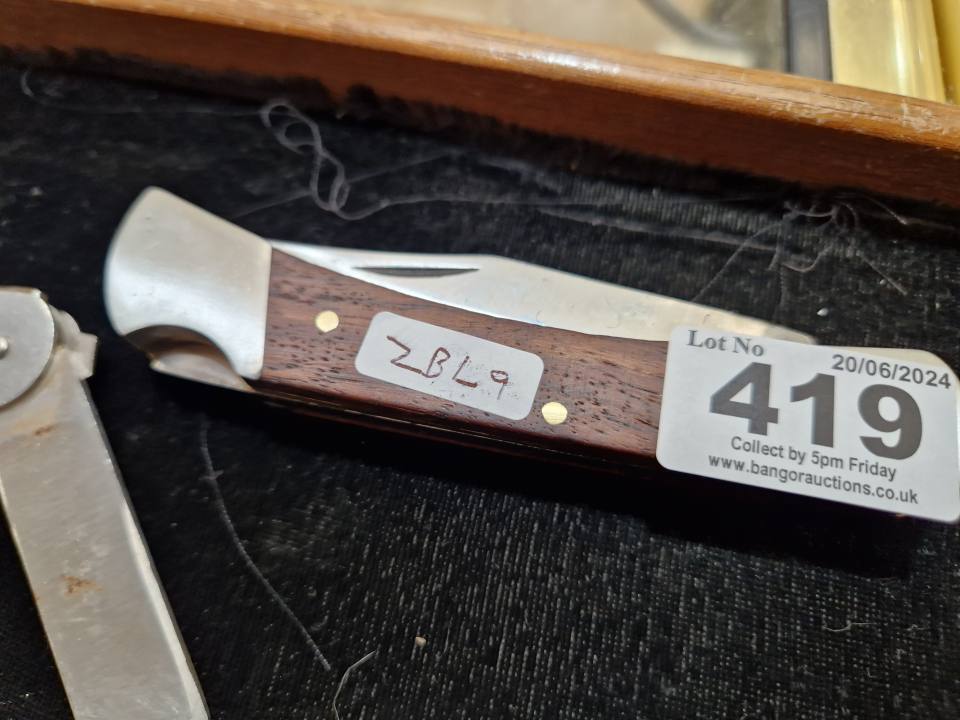 ZBL9
Lot No
20/06/2024
419
Collect by 5pm Friday
www.bangorauctions.co.uk